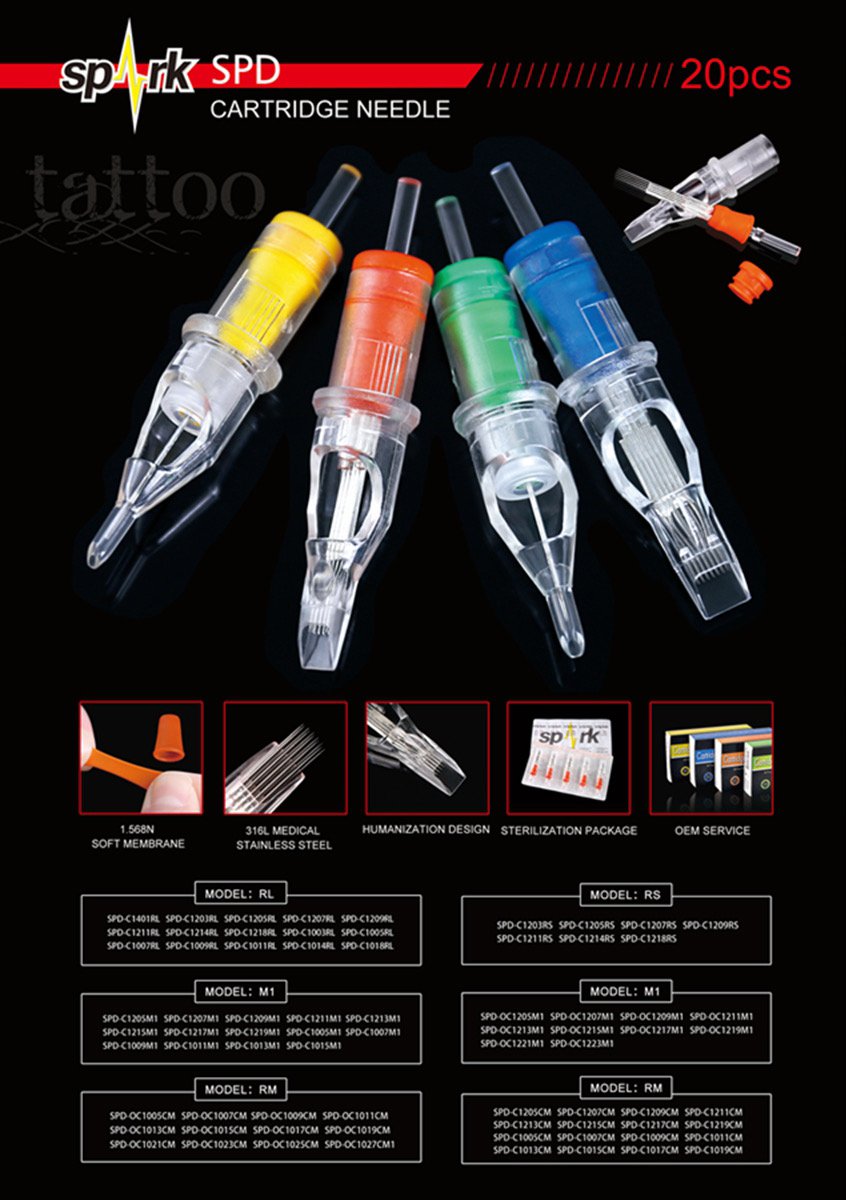 spark SPD
20pcs
CARTRIDGE NEEDLE
tattoo
1.568N
SOFT MEMBRANE
316L MEDICAL
STAINLESS STEEL
HUMANIZATION DESIGN
spark
STERILIZATION PACKAGE
OEM SERVICE
MODEL: RL
SPD-C1401RL SPD-C1203RL SPD-C1205RL SPD-C1207RL SPD-C1209RL
SPD-C1211RL SPD-C1214RL SPD-C1218RL SPD-C1003RL SPD-C1005RL
SPD-C1007RL SPD-C1009RL SPD-C1011RL SPD-C1014RL SPD-C1018RL
MODEL: RS
SPD-C1203RS SPD-C1205RS SPD-C1207RS SPD-C1209RS
SPD-C1211RS SPD-C1214RS SPD-C1218RS
MODEL: M1
SPD-C1205M1 SPD-C1207M1 SPD-C1209M1 SPD-C1211M1 SPD-C1213M1
SPD-C1215M1 SPD-C1217M1 SPD-C1219M1 SPD-C1005M1 SPD-C1007M1
SPD-C1009M1 SPD-C1011M1 SPD-C1013M1 SPD-C1015M1
MODEL: M1
SPD-OC1205M1 SPD-OC1207M1 SPD-OC1209M1 SPD-OC1211M1
SPD-OC1213M1 SPD-OC1215M1 SPD-OC1217M1 SPD-OC1219M1
SPD-OC1221M1 SPD-OC1223M1
MODEL: RM
SPD-OC1005CM SPD-OC1007CM SPD-OC1009CM SPD-OC1011CM
SPD-OC1013CM SPD-OC1015CM SPD-OC1017CM SPD-OC1019CM
SPD-OC1021CM SPD-OC1023CM SPD-OC1025CM SPD-OC1027CM1
MODEL: RM
SPD-C1205CM SPD-C1207CM SPD-C1209CM SPD-C1211CM
SPD-C1213CM SPD-C1215CM SPD-C1217CM SPD-C1219CM
SPD-C1005CM SPD-C1007CM SPD-C1009CM SPD-C1011CM
SPD-C1013CM SPD-C1015CM SPD-C1017CM SPD-C1019CM